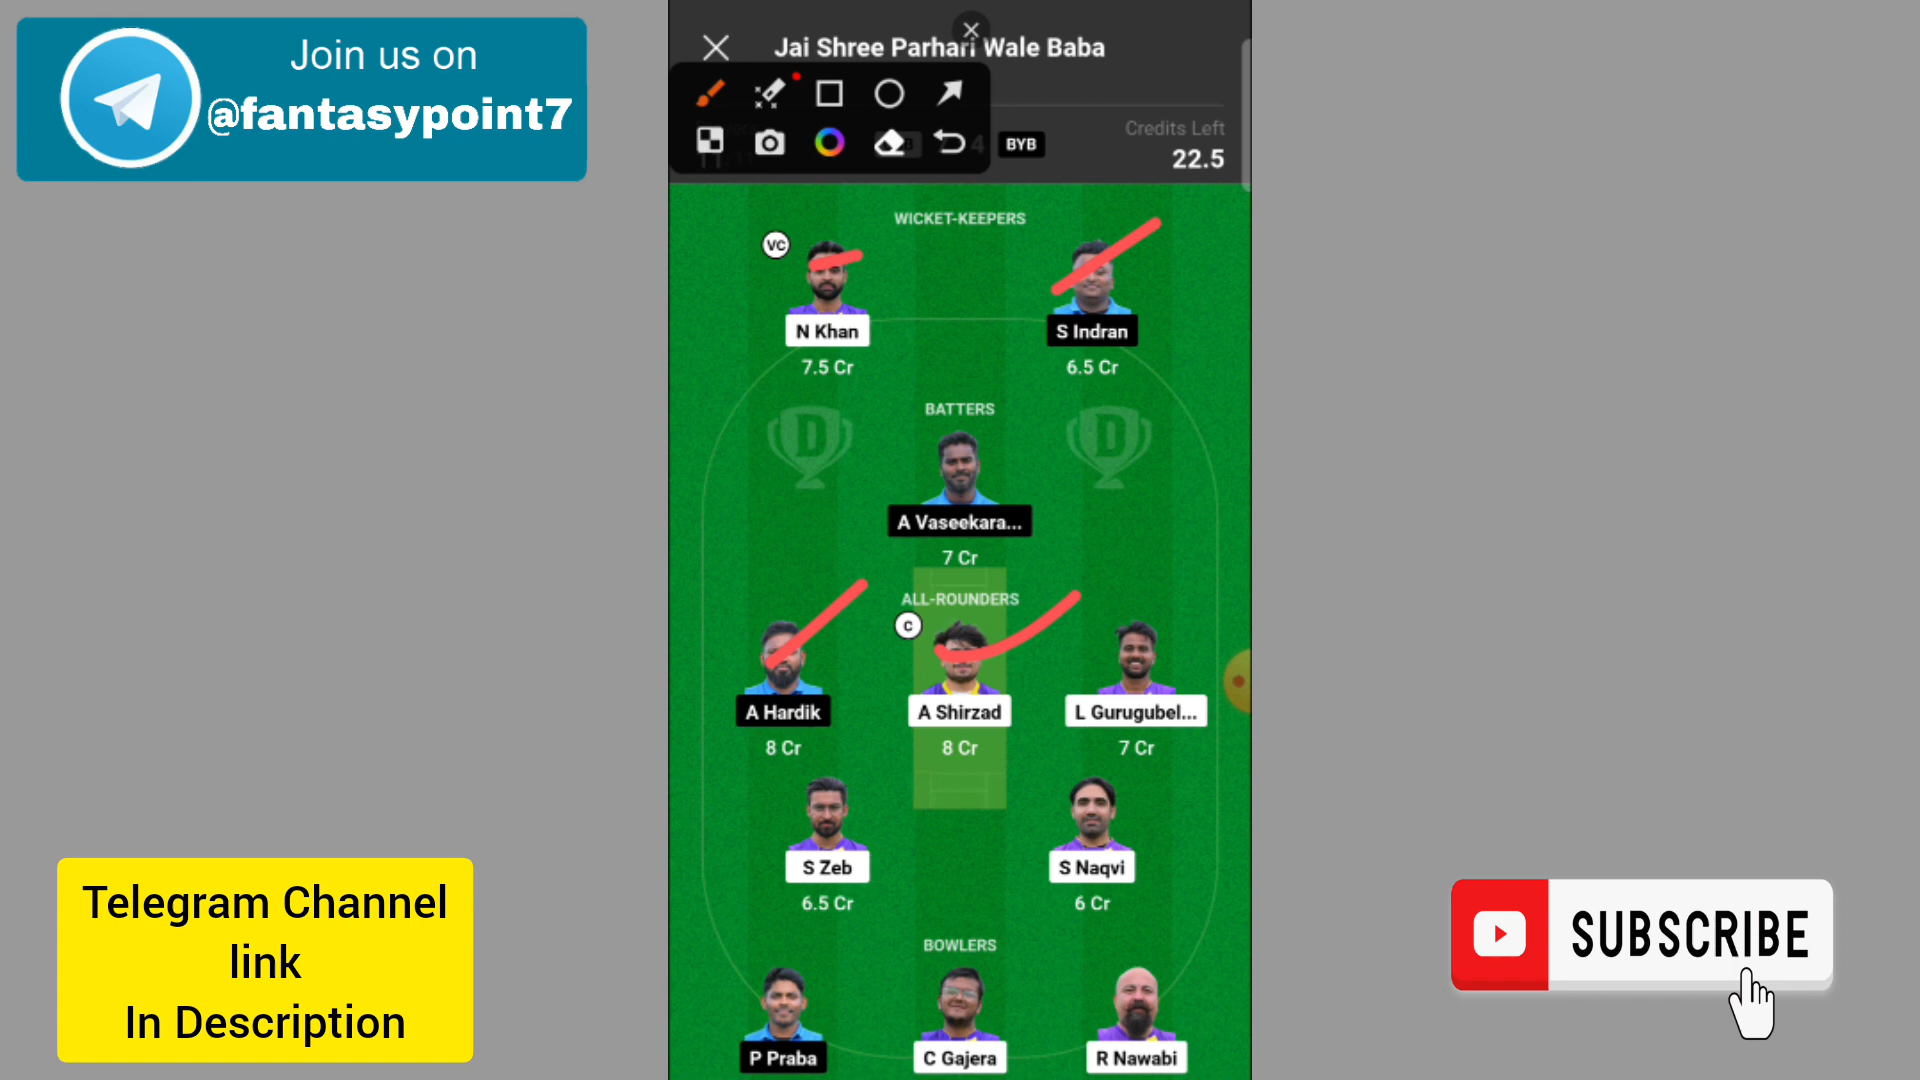 Join us on
@fantasypoint7
Jai Shree Parhari Wale Baba
4
BYB
Credits Left
22.5
WICKET-KEEPERS
VC
N Khan
S Indran
7.5 Cr
6.5 Cr
BATTERS
D
D
A Vaseekara...
7 Cr
ALL-ROUNDERS
C
A Hardik
A Shirzad
L Gurugubel...
8 Cr
8 Cr
7 Cr
S Zeb
S Naqvi
6.5 Cr
6 Cr
BOWLERS
P Praba
C Gajera
R Nawabi
Telegram Channel
link
In Description
SUBSCRIBE